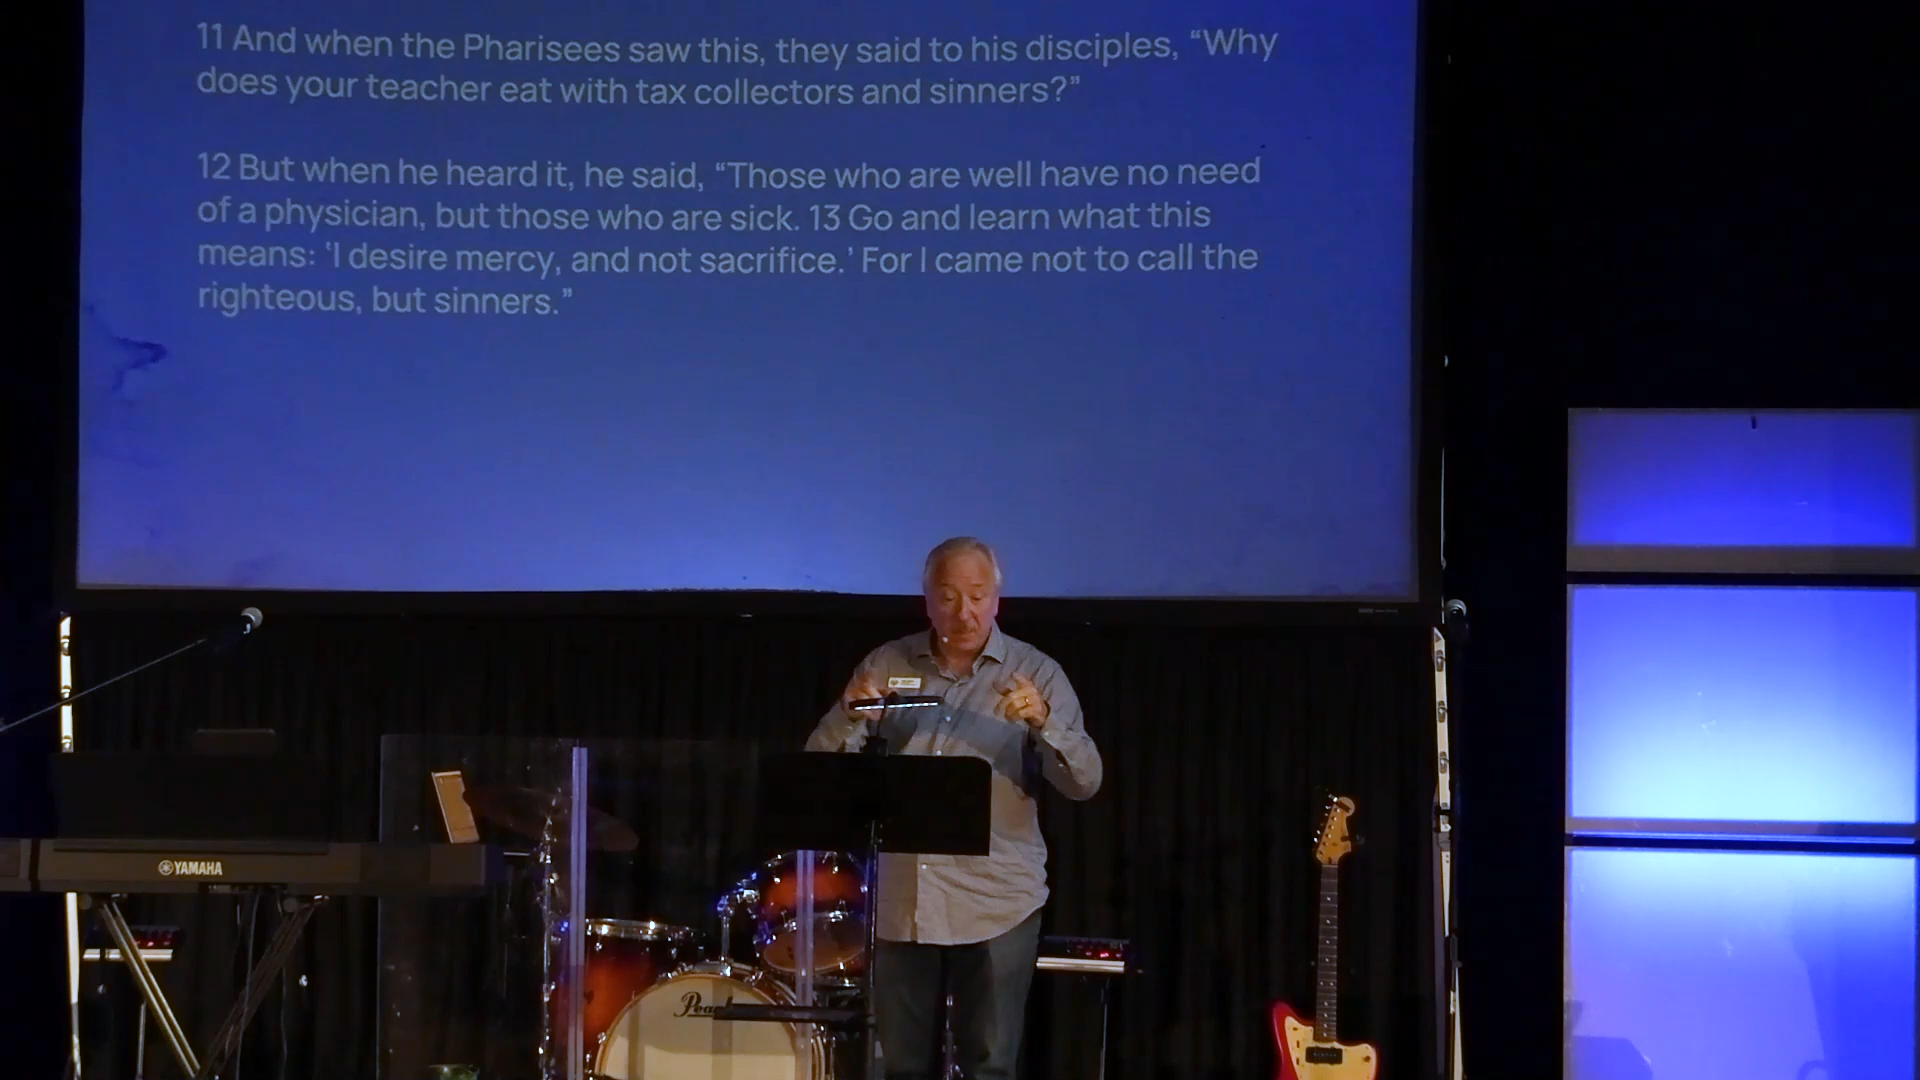 11 And when the Pharisees saw this, they said to his disciples, “Why
does your teacher eat with tax collectors and sinners?”
12 But when he heard it, he said, “Those who are well have no need
of a physician, but those who are sick. 13 Go and learn what this
means: ‘I desire mercy, and not sacrifice.’ For I came not to call the
righteous, but sinners.”
YAMAHA